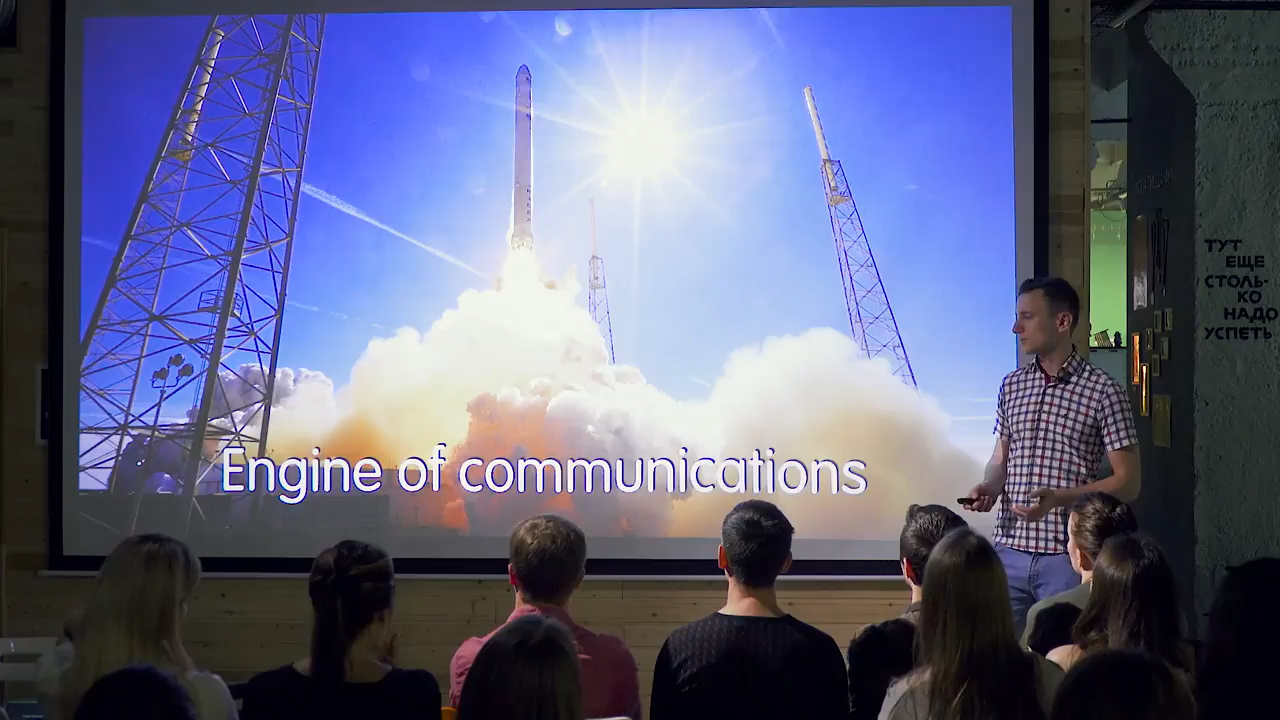 Engine of communications
ТУТ
ЕЩЕ
СТОЛЬ-
КО
НАДО
УСПЕТЬ